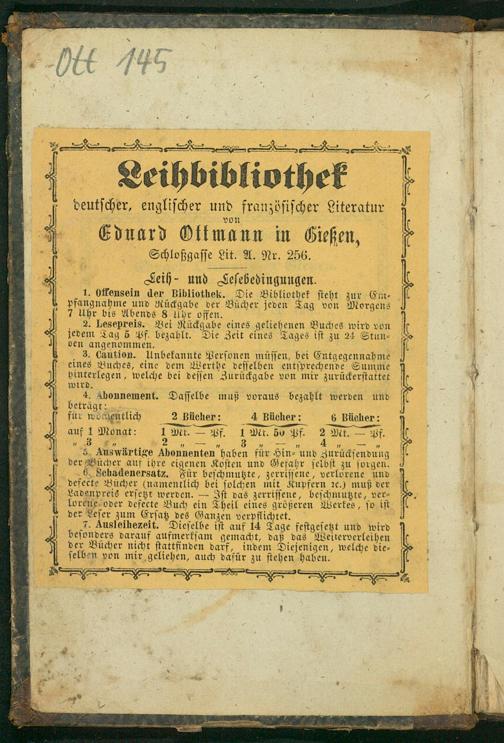 Ott 145
Leihbibliothek
deutscher, englischer und französischer Literatur
von
Eduard Ottmann in Gießen,
Schloßgasse Lit. A. Nr. 256.
Leih- und Lesebedingungen.
1. Offensein der Bibliothek. Die Bibliothek steht zur Em-
pfangnahme und Rückgabe der Bücher jeden Tag von Morgens
7 Uhr bis Abends 8 Uhr offen.
2. Lesepreis. Bei Rückgabe eines geliehenen Buches wird von
jedem Tag 5 Pf. bezahlt. Die Zeit eines Tages ist zu 24 Stun-
den angenommen.
3. Caution. Unbekannte Personen müssen, bei Entgegennahme
eines Buches, eine dem Werthe desselben entsprechende Summe
hinterlegen, welche bei dessen Zurückgabe von mir zurückerstattet
wird.
4. Abonnement. Dasselbe muß voraus bezahlt werden und
beträgt:
für wöchentlich 2 Bücher: 4 Bücher: 6 Bücher:
auf 1 Monat: 1 Mk. — Pf. 1 Mk. 50 Pf. 2 Mk. — Pf.
„ 3 „ 2 „ — „ 3 „ — „ 4 „ — „
5. Auswärtige Abonnenten haben für Hin- und Zurücksendung
der Bücher auf ihre eigenen Kosten und Gefahr selbst zu sorgen.
6. Schadenersatz. Für beschmutzte, zerrissene, verlorene und
defecte Bücher (namentlich bei solchen mit Kupfern ꝛc.) muß der
Ladenpreis ersetzt werden. — Ist das zerrissene, beschmutzte, ver-
lorene oder defecte Buch ein Theil eines größeren Werkes, so ist
der Leser zum Ersatz des Ganzen verpflichtet.
7. Ausleihezeit. Dieselbe ist auf 14 Tage festgesetzt und wird
besonders darauf aufmerksam gemacht, daß das Weiterverleihen
der Bücher nicht stattfinden darf, indem Diejenigen, welche die-
selben von mir geliehen, auch dafür zu stehen haben.